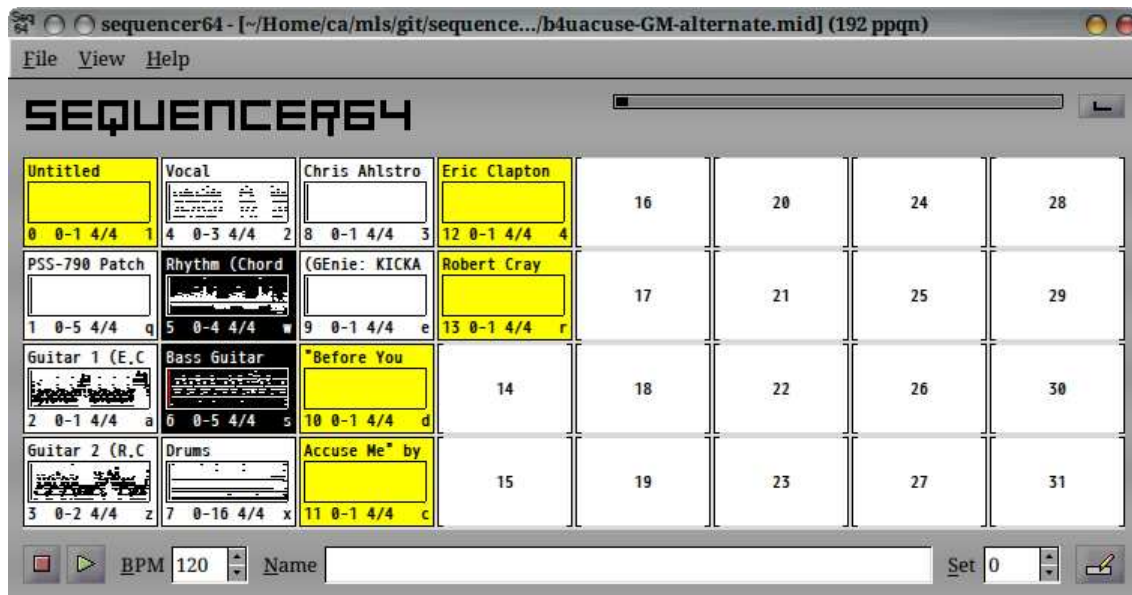 Seq 64 sequencer64 - [~/Home/ca/mls/git/sequence.../b4uacuse-GM-alternate.mid] (192 ppqn)
File View Help
SEQUENCER64
Untitled Vocal Chris Ahlstro Eric Clapton
16 20 24 28
0 0-1 4/4 1 4 0-3 4/4 2 8 0-1 4/4 3 12 0-1 4/4 4
PSS-790 Patch Rhythm (Chord (GEnie: KICKA Robert Cray
17 21 25 29
1 0-5 4/4 q 5 0-4 4/4 w 9 0-1 4/4 e 13 0-1 4/4 r
Guitar 1 (E.C Bass Guitar "Before You
14 18 22 26 30
2 0-1 4/4 a 6 0-5 4/4 s 10 0-1 4/4 d
Guitar 2 (R.C Drums Accuse Me" by
15 19 23 27 31
3 0-2 4/4 z 7 0-16 4/4 x 11 0-1 4/4 c
BPM 120 Name Set 0